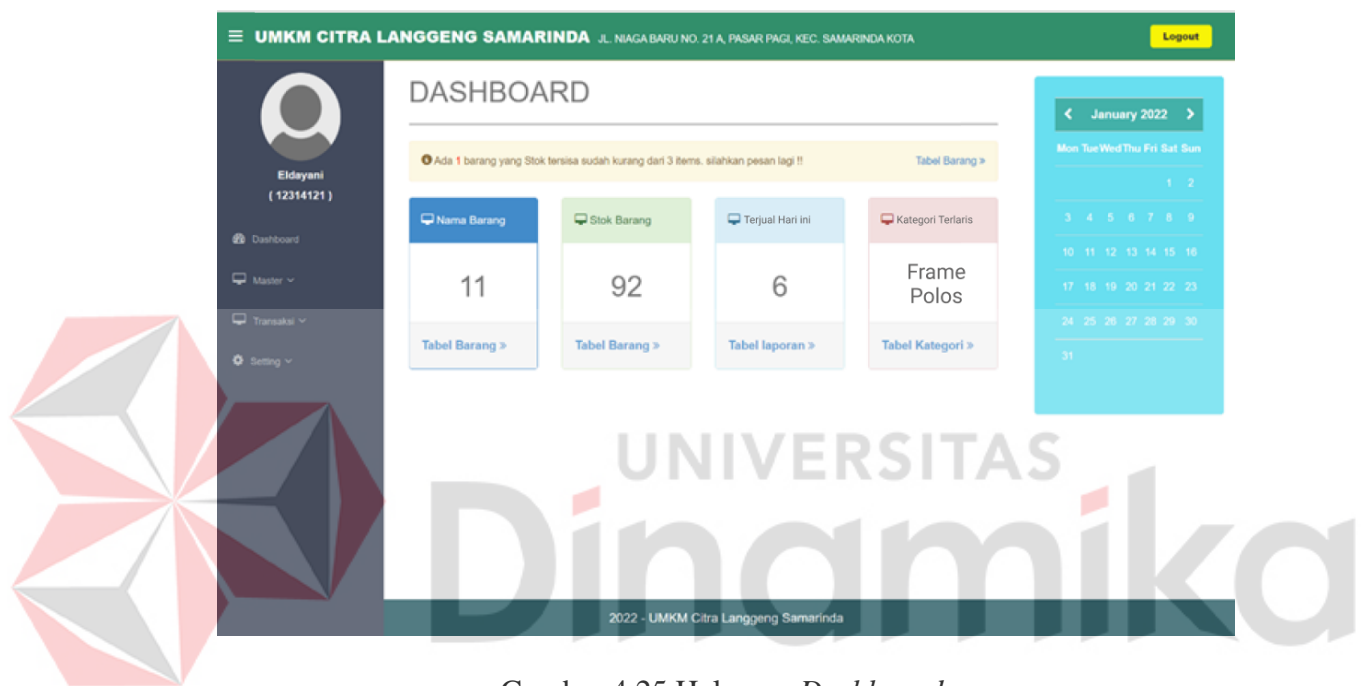 UMKM CITRA LANGGENG SAMARINDA JL. NIAGA BARU NO. 21 A, PASAR PAGI, KEC. SAMARINDA KOTA
Logout
Eldayani
( 12314121 )
Dashboard
Master
Transaksi
Setting
DASHBOARD
Ada 1 barang yang Stok tersisa sudah kurang dari 3 items. silahkan pesan lagi !!
Tabel Barang »
Nama Barang
11
Tabel Barang »
Stok Barang
92
Tabel Barang »
Terjual Hari ini
6
Tabel laporan »
Kategori Terlaris
Frame
Polos
Tabel Kategori »
January 2022
Mon Tue Wed Thu Fri Sat Sun
1 2
3 4 5 6 7 8 9
10 11 12 13 14 15 16
17 18 19 20 21 22 23
24 25 26 27 28 29 30
31
UNIVERSITAS
Dinamika
2022 - UMKM Citra Langgeng Samarinda